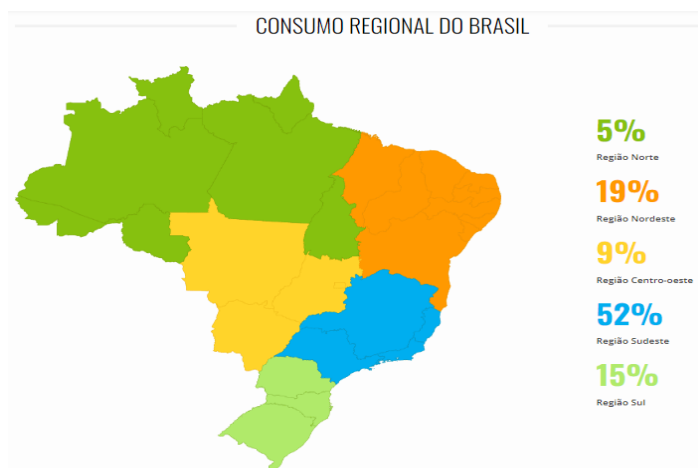 CONSUMO REGIONAL DO BRASIL
5%
Região Norte
19%
Região Nordeste
9%
Região Centro-oeste
52%
Região Sudeste
15%
Região Sul